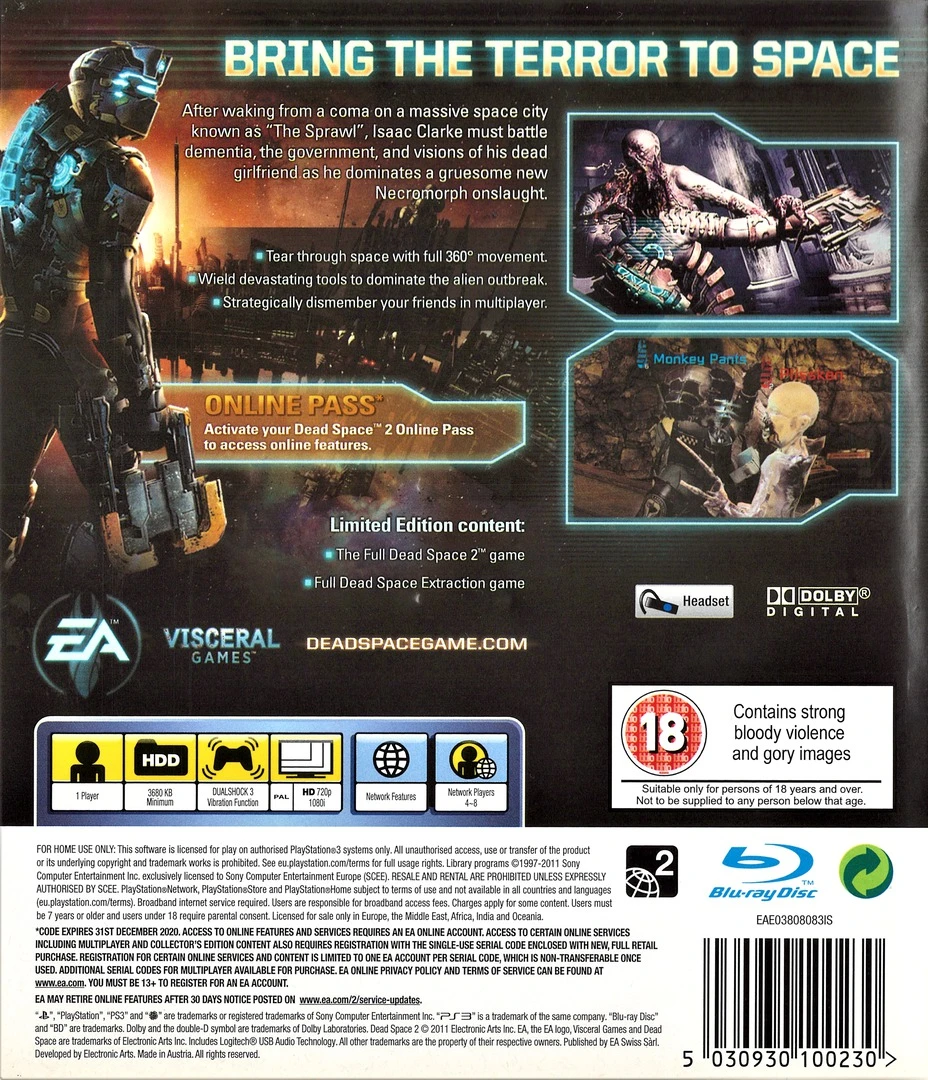 BRING THE TERROR TO SPACE
After waking from a coma on a massive space city
known as "The Sprawl", Isaac Clarke must battle
dementia, the government, and visions of his dead
girlfriend as he dominates a gruesome new
Necromorph onslaught.
Tear through space with full 360° movement.
Wield devastating tools to dominate the alien outbreak.
Strategically dismember your friends in multiplayer.
Monkey Pants
ONLINE PASS*
Activate your Dead Space™ 2 Online Pass
to access online features.
Limited Edition content:
The Full Dead Space 2™ game
Full Dead Space Extraction game
Headset
DOLBY®
DIGITAL
EA™
VISCERAL
GAMES™
DEADSPACEGAME.COM
18
Contains strong
bloody violence
and gory images
Suitable only for persons of 18 years and over.
Not to be supplied to any person below that age.
1 Player
HDD
3680 KB
Minimum
DUALSHOCK 3
Vibration Function
PAL
HD 720p
1080i
Network Features
Network Players
4-8
FOR HOME USE ONLY: This software is licensed for play on authorised PlayStation®3 systems only. All unauthorised access, use or transfer of the product
or its underlying copyright and trademark works is prohibited. See eu.playstation.com/terms for full usage rights. Library programs ©1997-2011 Sony
Computer Entertainment Inc. exclusively licensed to Sony Computer Entertainment Europe (SCEE). RESALE AND RENTAL ARE PROHIBITED UNLESS EXPRESSLY
AUTHORISED BY SCEE. PlayStation®Network, PlayStation®Store and PlayStation®Home subject to terms of use and not available in all countries and languages
(eu.playstation.com/terms). Broadband internet service required. Users are responsible for broadband access fees. Charges apply for some content. Users must
be 7 years or older and users under 18 require parental consent. Licensed for sale only in Europe, the Middle East, Africa, India and Oceania.
*CODE EXPIRES 31ST DECEMBER 2020. ACCESS TO ONLINE FEATURES AND SERVICES REQUIRES AN EA ONLINE ACCOUNT. ACCESS TO CERTAIN ONLINE SERVICES
INCLUDING MULTIPLAYER AND COLLECTOR'S EDITION CONTENT ALSO REQUIRES REGISTRATION WITH THE SINGLE-USE SERIAL CODE ENCLOSED WITH NEW, FULL RETAIL
PURCHASE. REGISTRATION FOR CERTAIN ONLINE SERVICES AND CONTENT IS LIMITED TO ONE EA ACCOUNT PER SERIAL CODE, WHICH IS NON-TRANSFERABLE ONCE
USED. ADDITIONAL SERIAL CODES FOR MULTIPLAYER AVAILABLE FOR PURCHASE. EA ONLINE PRIVACY POLICY AND TERMS OF SERVICE CAN BE FOUND AT
www.ea.com. YOU MUST BE 13+ TO REGISTER FOR AN EA ACCOUNT.
EA MAY RETIRE ONLINE FEATURES AFTER 30 DAYS NOTICE POSTED ON www.ea.com/2/service-updates.
"PS", "PlayStation", "PS3" and "" are trademarks or registered trademarks of Sony Computer Entertainment Inc. "PS3" is a trademark of the same company. "Blu-ray Disc"
and "BD" are trademarks. Dolby and the double-D symbol are trademarks of Dolby Laboratories. Dead Space 2 © 2011 Electronic Arts Inc. EA, the EA logo, Visceral Games and Dead
Space are trademarks of Electronic Arts Inc. Includes Logitech® USB Audio Technology. All other trademarks are the property of their respective owners. Published by EA Swiss Sàrl.
Developed by Electronic Arts. Made in Austria. All rights reserved.
2
Blu-ray Disc™
EAE03808083IS
5 030930 100230 >